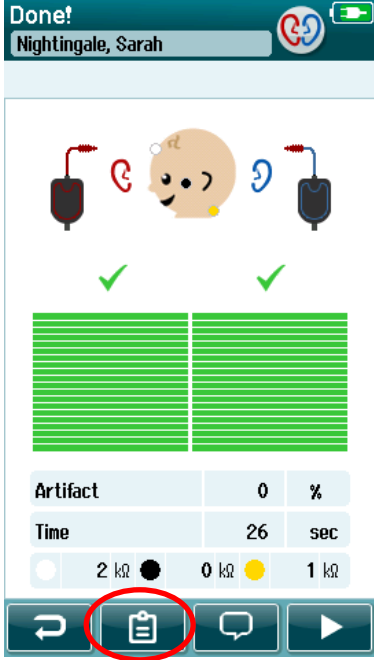 Done!
Nightingale, Sarah
Artifact 0 %
Time 26 sec
2 kΩ 0 kΩ 1 kΩ